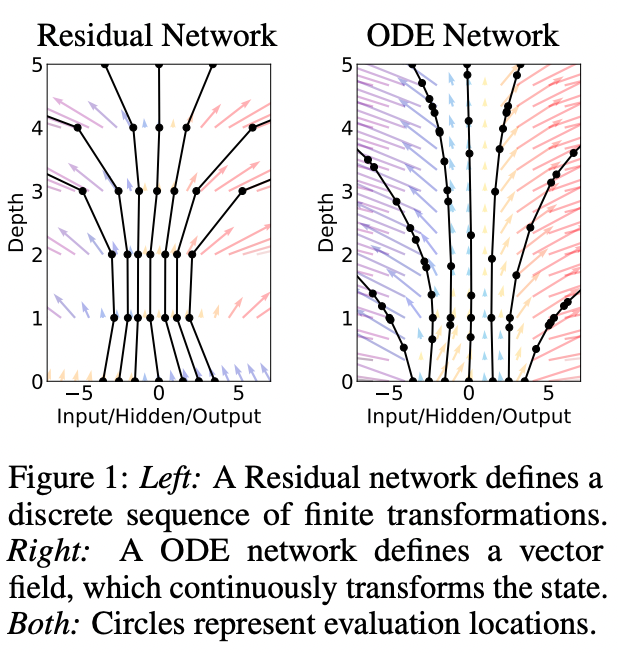 Residual Network
ODE Network
5
4
3
2
1
0
Depth
−5
0
5
Input/Hidden/Output
5
4
3
2
1
0
Depth
−5
0
5
Input/Hidden/Output
Figure 1: Left: A Residual network defines a
discrete sequence of finite transformations.
Right: A ODE network defines a vector
field, which continuously transforms the state.
Both: Circles represent evaluation locations.